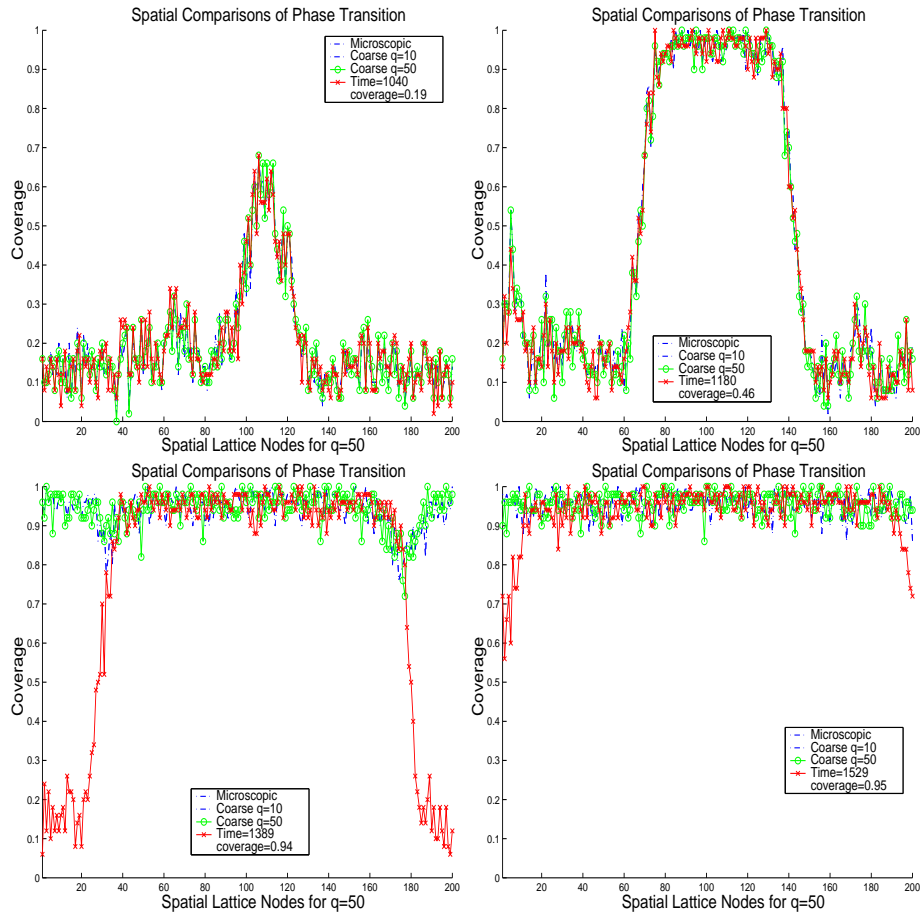 Spatial Comparisons of Phase Transition
Coverage
1
0.9
0.8
0.7
0.6
0.5
0.4
0.3
0.2
0.1
0
20 40 60 80 100 120 140 160 180 200
Spatial Lattice Nodes for q=50
Microscopic
Coarse q=10
Coarse q=50
Time=1040
coverage=0.19
Spatial Comparisons of Phase Transition
Coverage
1
0.9
0.8
0.7
0.6
0.5
0.4
0.3
0.2
0.1
0
20 40 60 80 100 120 140 160 180 200
Spatial Lattice Nodes for q=50
Microscopic
Coarse q=10
Coarse q=50
Time=1180
coverage=0.46
Spatial Comparisons of Phase Transition
Coverage
1
0.9
0.8
0.7
0.6
0.5
0.4
0.3
0.2
0.1
0
20 40 60 80 100 120 140 160 180 200
Spatial Lattice Nodes for q=50
Microscopic
Coarse q=10
Coarse q=50
Time=1389
coverage=0.94
Spatial Comparisons of Phase Transition
Coverage
1
0.9
0.8
0.7
0.6
0.5
0.4
0.3
0.2
0.1
0
20 40 60 80 100 120 140 160 180 200
Spatial Lattice Nodes for q=50
Microscopic
Coarse q=10
Coarse q=50
Time=1529
coverage=0.95